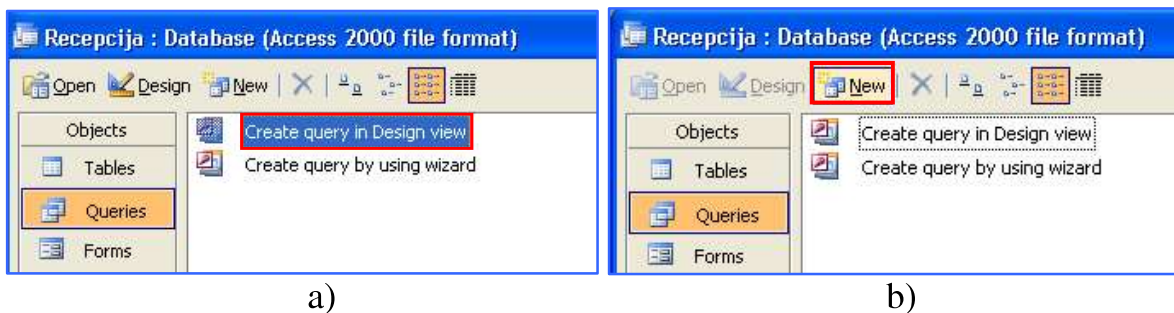 Recepcija : Database (Access 2000 file format)
Open Design New
Objects
Create query in Design view
Tables
Create query by using wizard
Queries
Forms
a)
Recepcija : Database (Access 2000 file format)
Open Design New
Objects
Create query in Design view
Tables
Create query by using wizard
Queries
Forms
b)